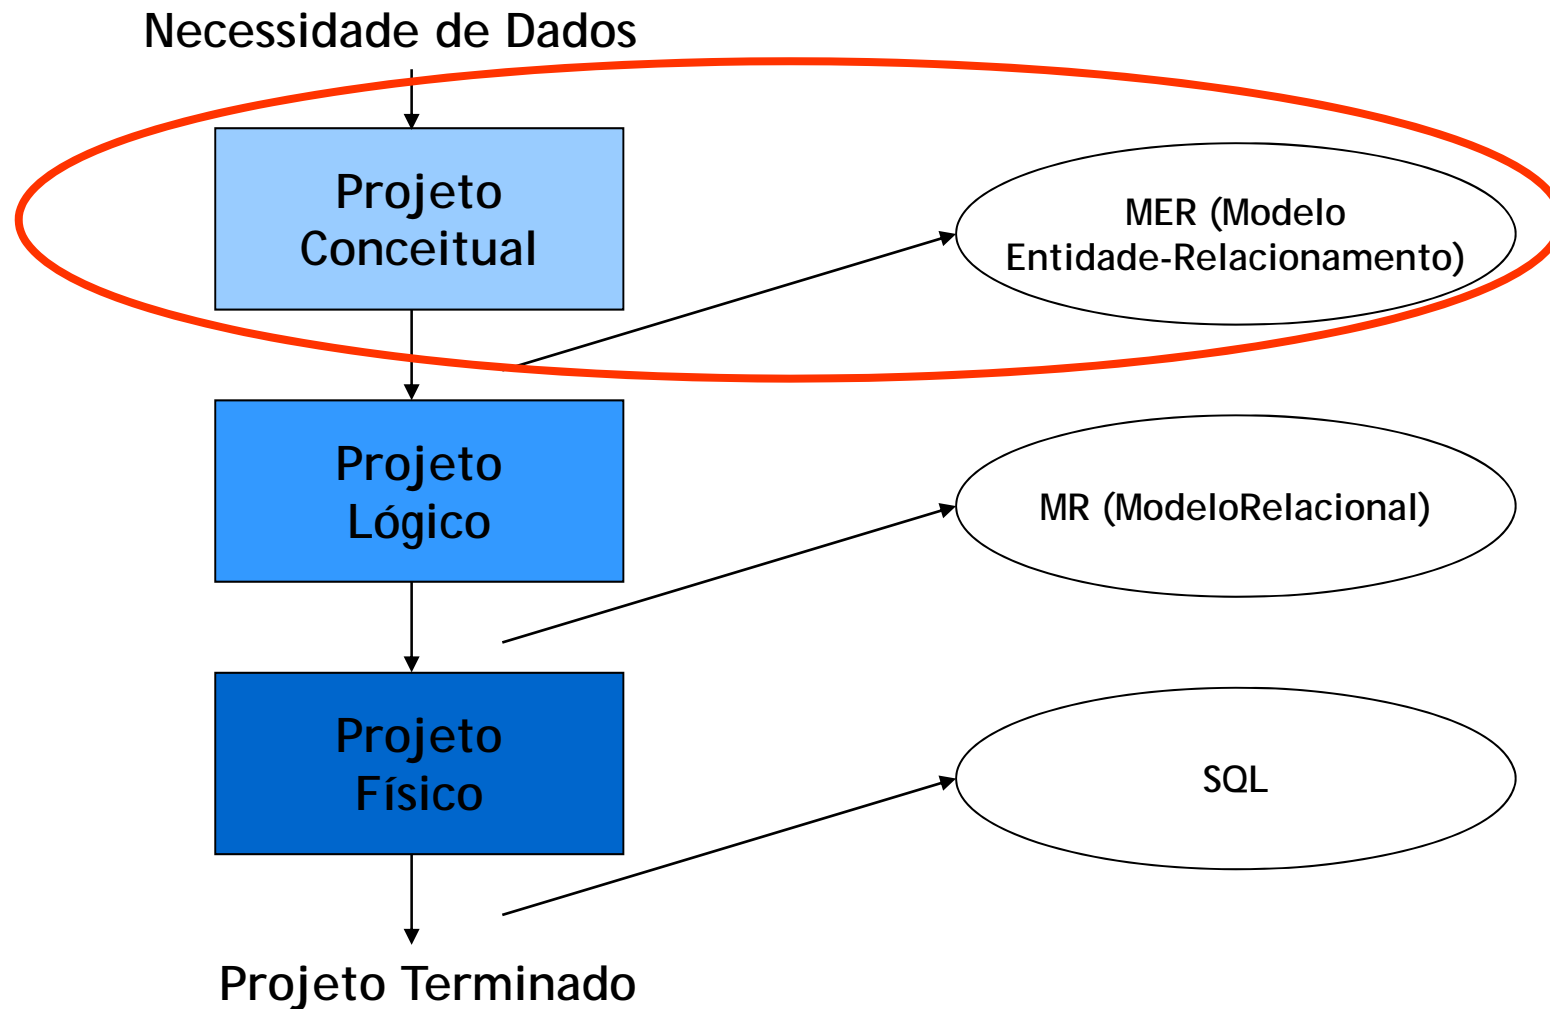 Necessidade de Dados
Projeto
Conceitual
MER (Modelo
Entidade-Relacionamento)
Projeto
Lógico
MR (ModeloRelacional)
Projeto
Físico
SQL
Projeto Terminado